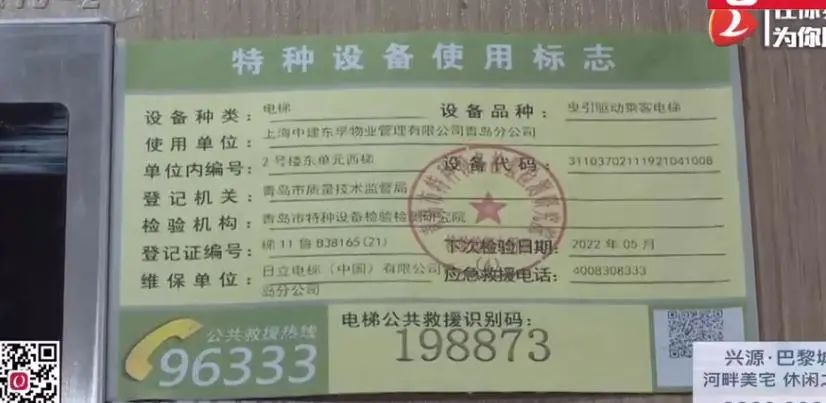 为你
特种设备使用标志
设备种类：电梯 设备品种：曳引驱动乘客电梯
使用单位：上海中建东孚物业管理有限公司青岛分公司
单位内编号：2号楼东单元西梯 设备代码：31103702111921041008
登记机关：青岛市质量技术监督局
检验机构：青岛市特种设备检验检测研究院
登记证编号：梯11鲁B38165(21) 下次检验日期：2022年05月
维保单位：日立电梯（中国）有限公司青岛分公司 应急救援电话：4008308333
公共救援热线
96333
电梯公共救援识别码：
198873
兴源·巴黎城
河畔美宅 休闲